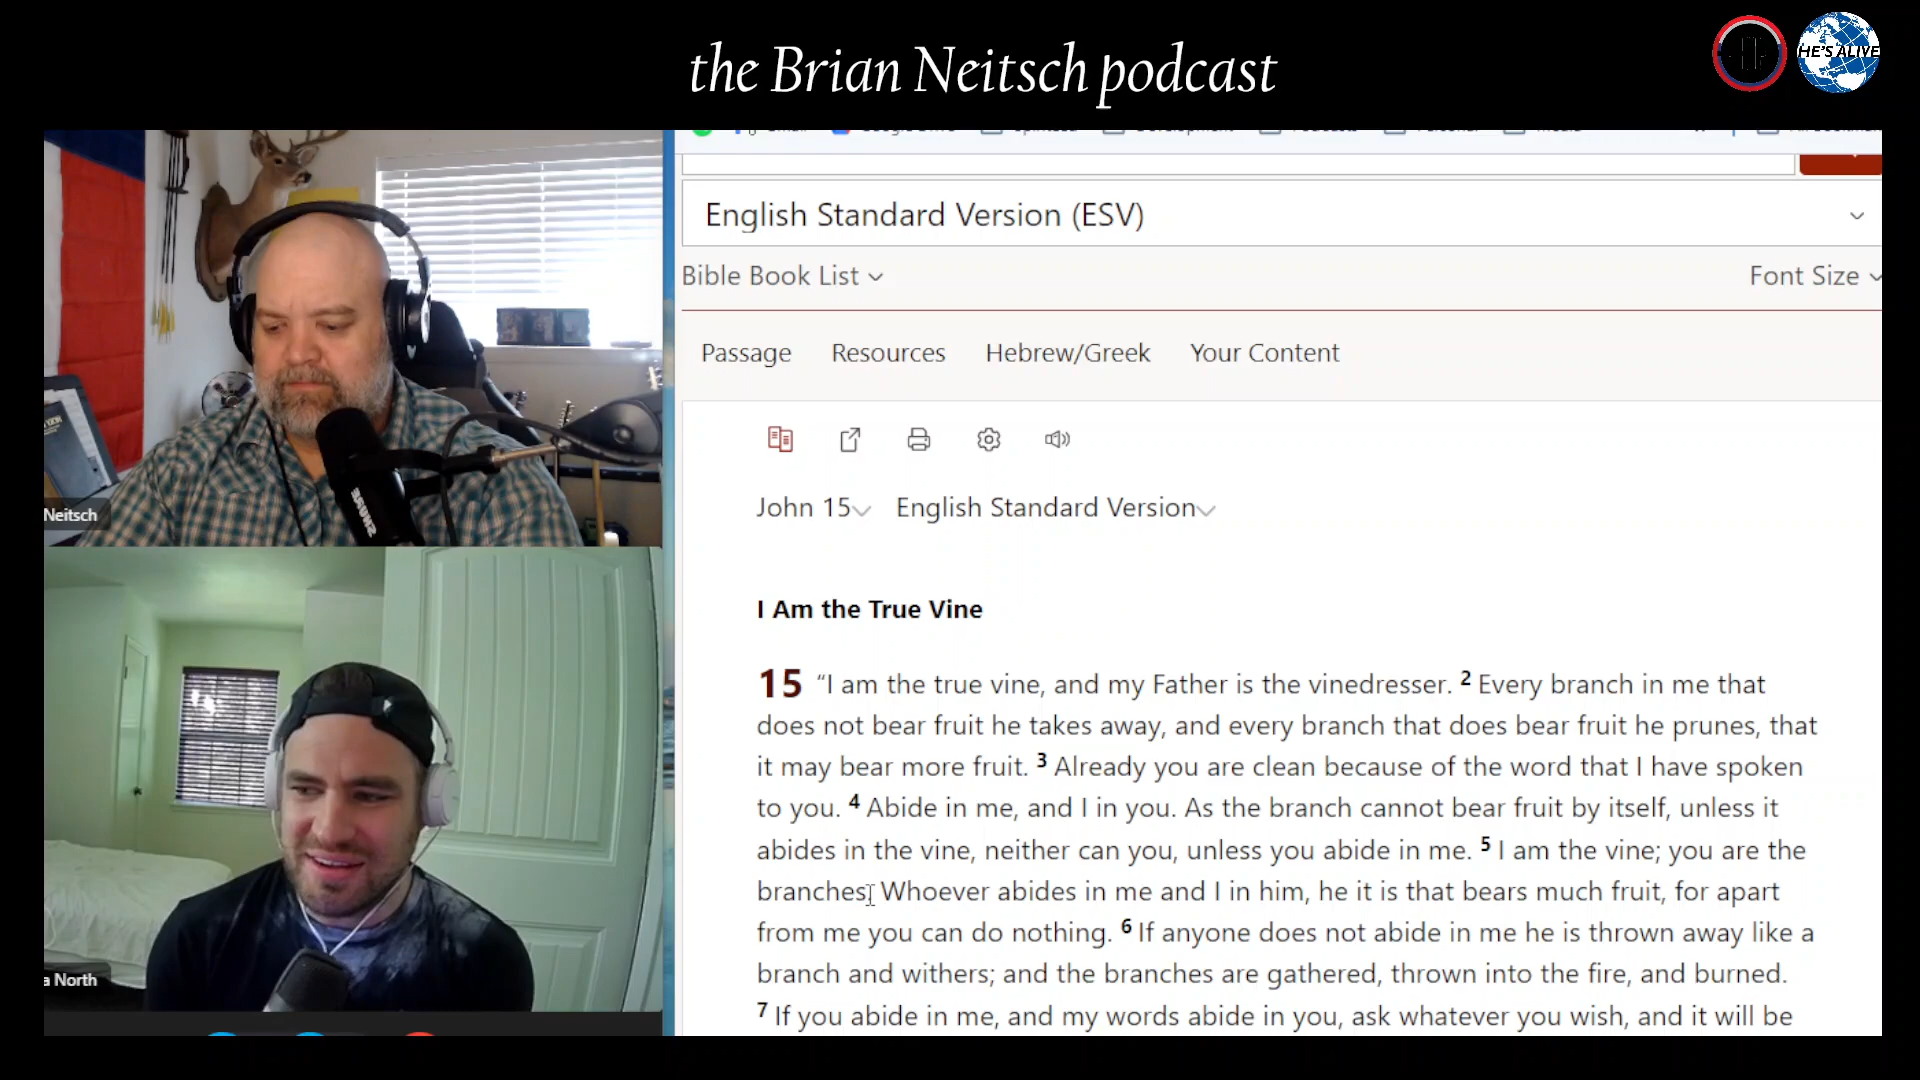 the Brian Neitsch podcast
HE'S ALIVE
English Standard Version (ESV)
Bible Book List
Font Size
Passage Resources Hebrew/Greek Your Content
John 15 English Standard Version
I Am the True Vine
15 “I am the true vine, and my Father is the vinedresser. 2 Every branch in me that
does not bear fruit he takes away, and every branch that does bear fruit he prunes, that
it may bear more fruit. 3 Already you are clean because of the word that I have spoken
to you. 4 Abide in me, and I in you. As the branch cannot bear fruit by itself, unless it
abides in the vine, neither can you, unless you abide in me. 5 I am the vine; you are the
branches. Whoever abides in me and I in him, he it is that bears much fruit, for apart
from me you can do nothing. 6 If anyone does not abide in me he is thrown away like a
branch and withers; and the branches are gathered, thrown into the fire, and burned.
7 If you abide in me, and my words abide in you, ask whatever you wish, and it will be
Neitsch
SHURE
a North